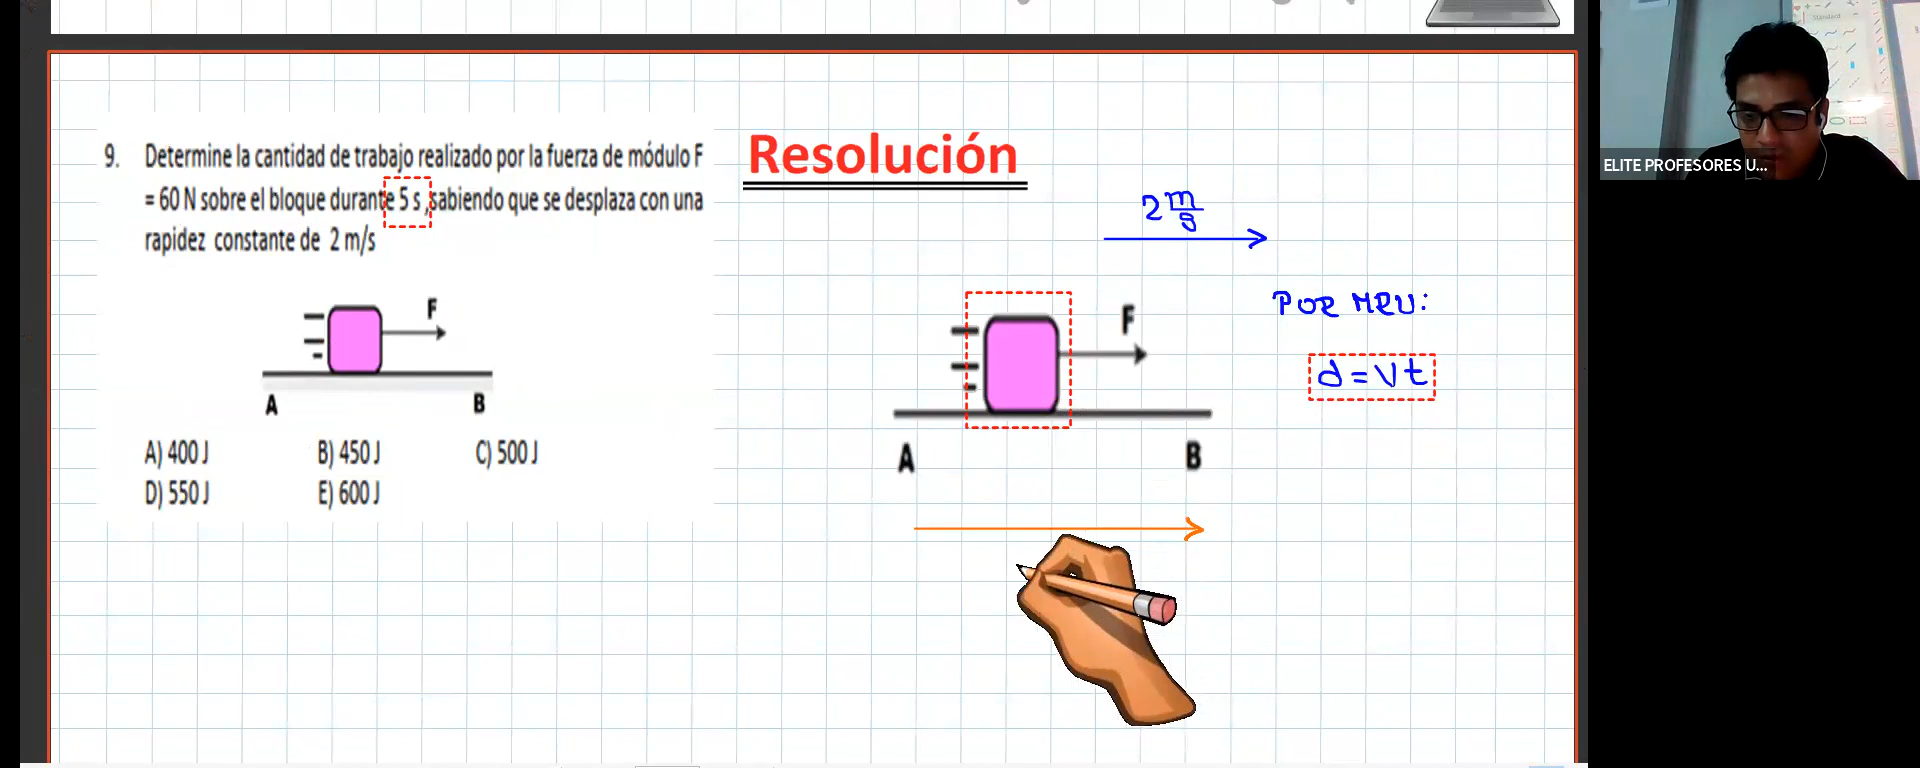 9. Determine la cantidad de trabajo realizado por la fuerza de módulo F
= 60 N sobre el bloque durante 5 s ,sabiendo que se desplaza con una
rapidez constante de 2 m/s
F
A B
A) 400 J B) 450 J C) 500 J
D) 550 J E) 600 J
Resolución
2 m/s
F
A B
POR MRU:
d = Vt
ELITE PROFESORES U...